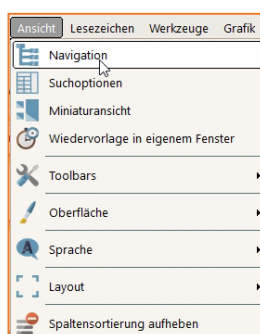 Ansicht Lesezeichen Werkzeuge Grafik
Navigation
Suchoptionen
Miniaturansicht
Wiedervorlage in eigenem Fenster
Toolbars
Oberfläche
Sprache
Layout
Spaltensortierung aufheben